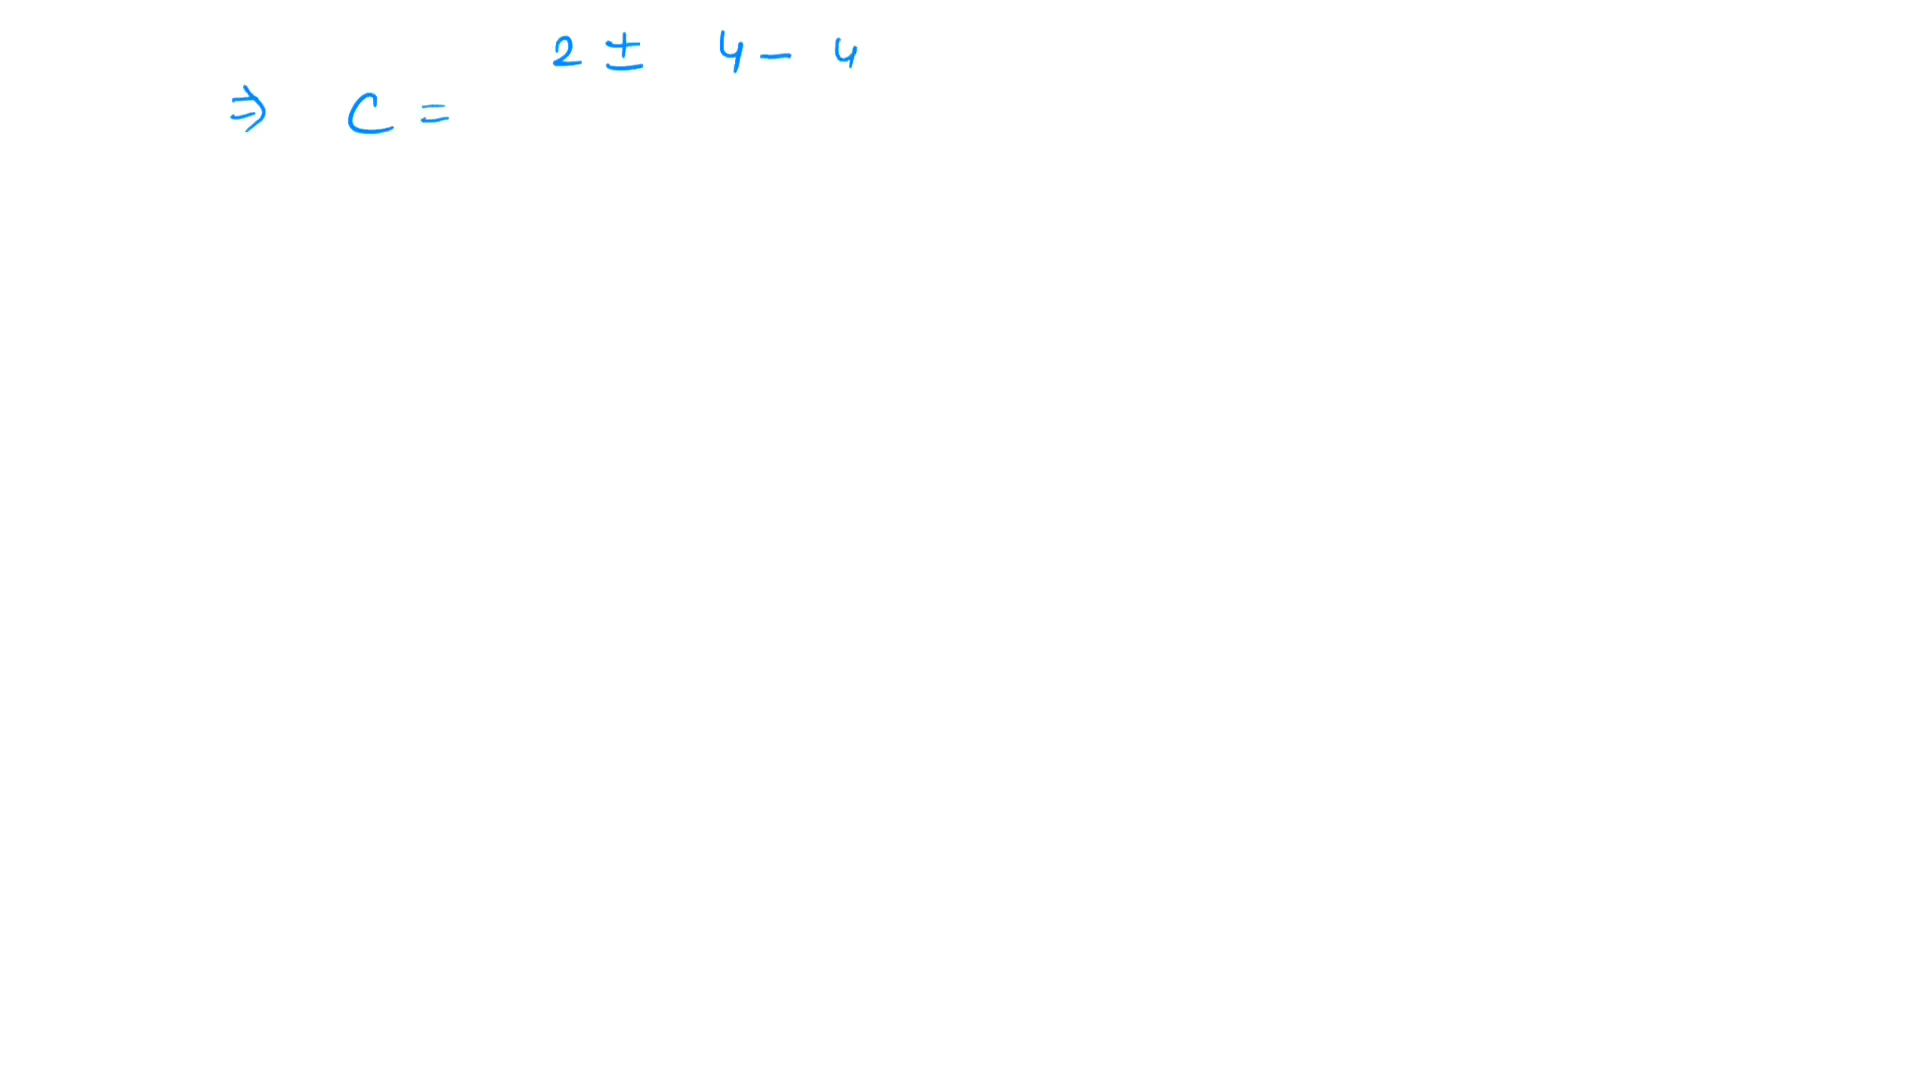 ⇒ C = 2 ± 4 - 4